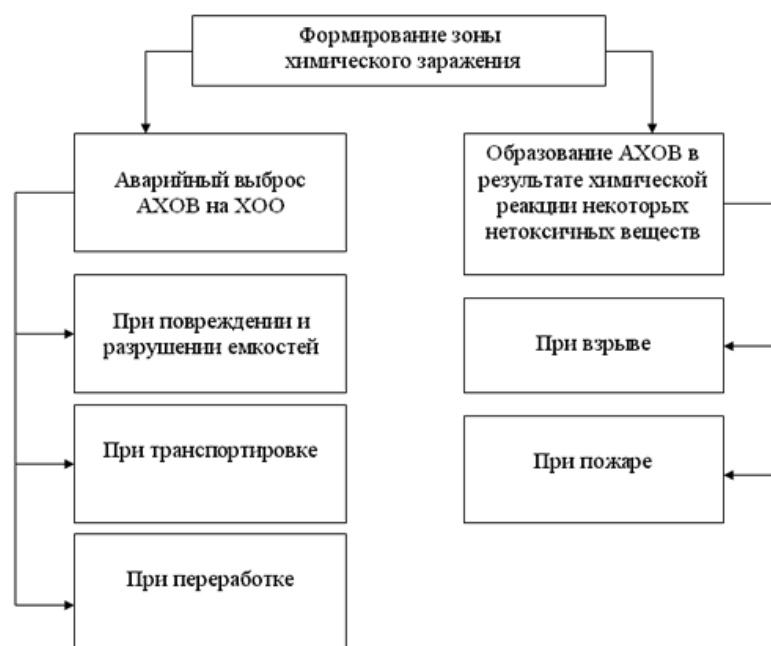 Формирование зоны
химического заражения
Аварийный выброс
АХОВ на ХОО
Образование АХОВ в
результате химической
реакции некоторых
нетоксичных веществ
При повреждении и
разрушении емкостей
При взрыве
При транспортировке
При пожаре
При переработке